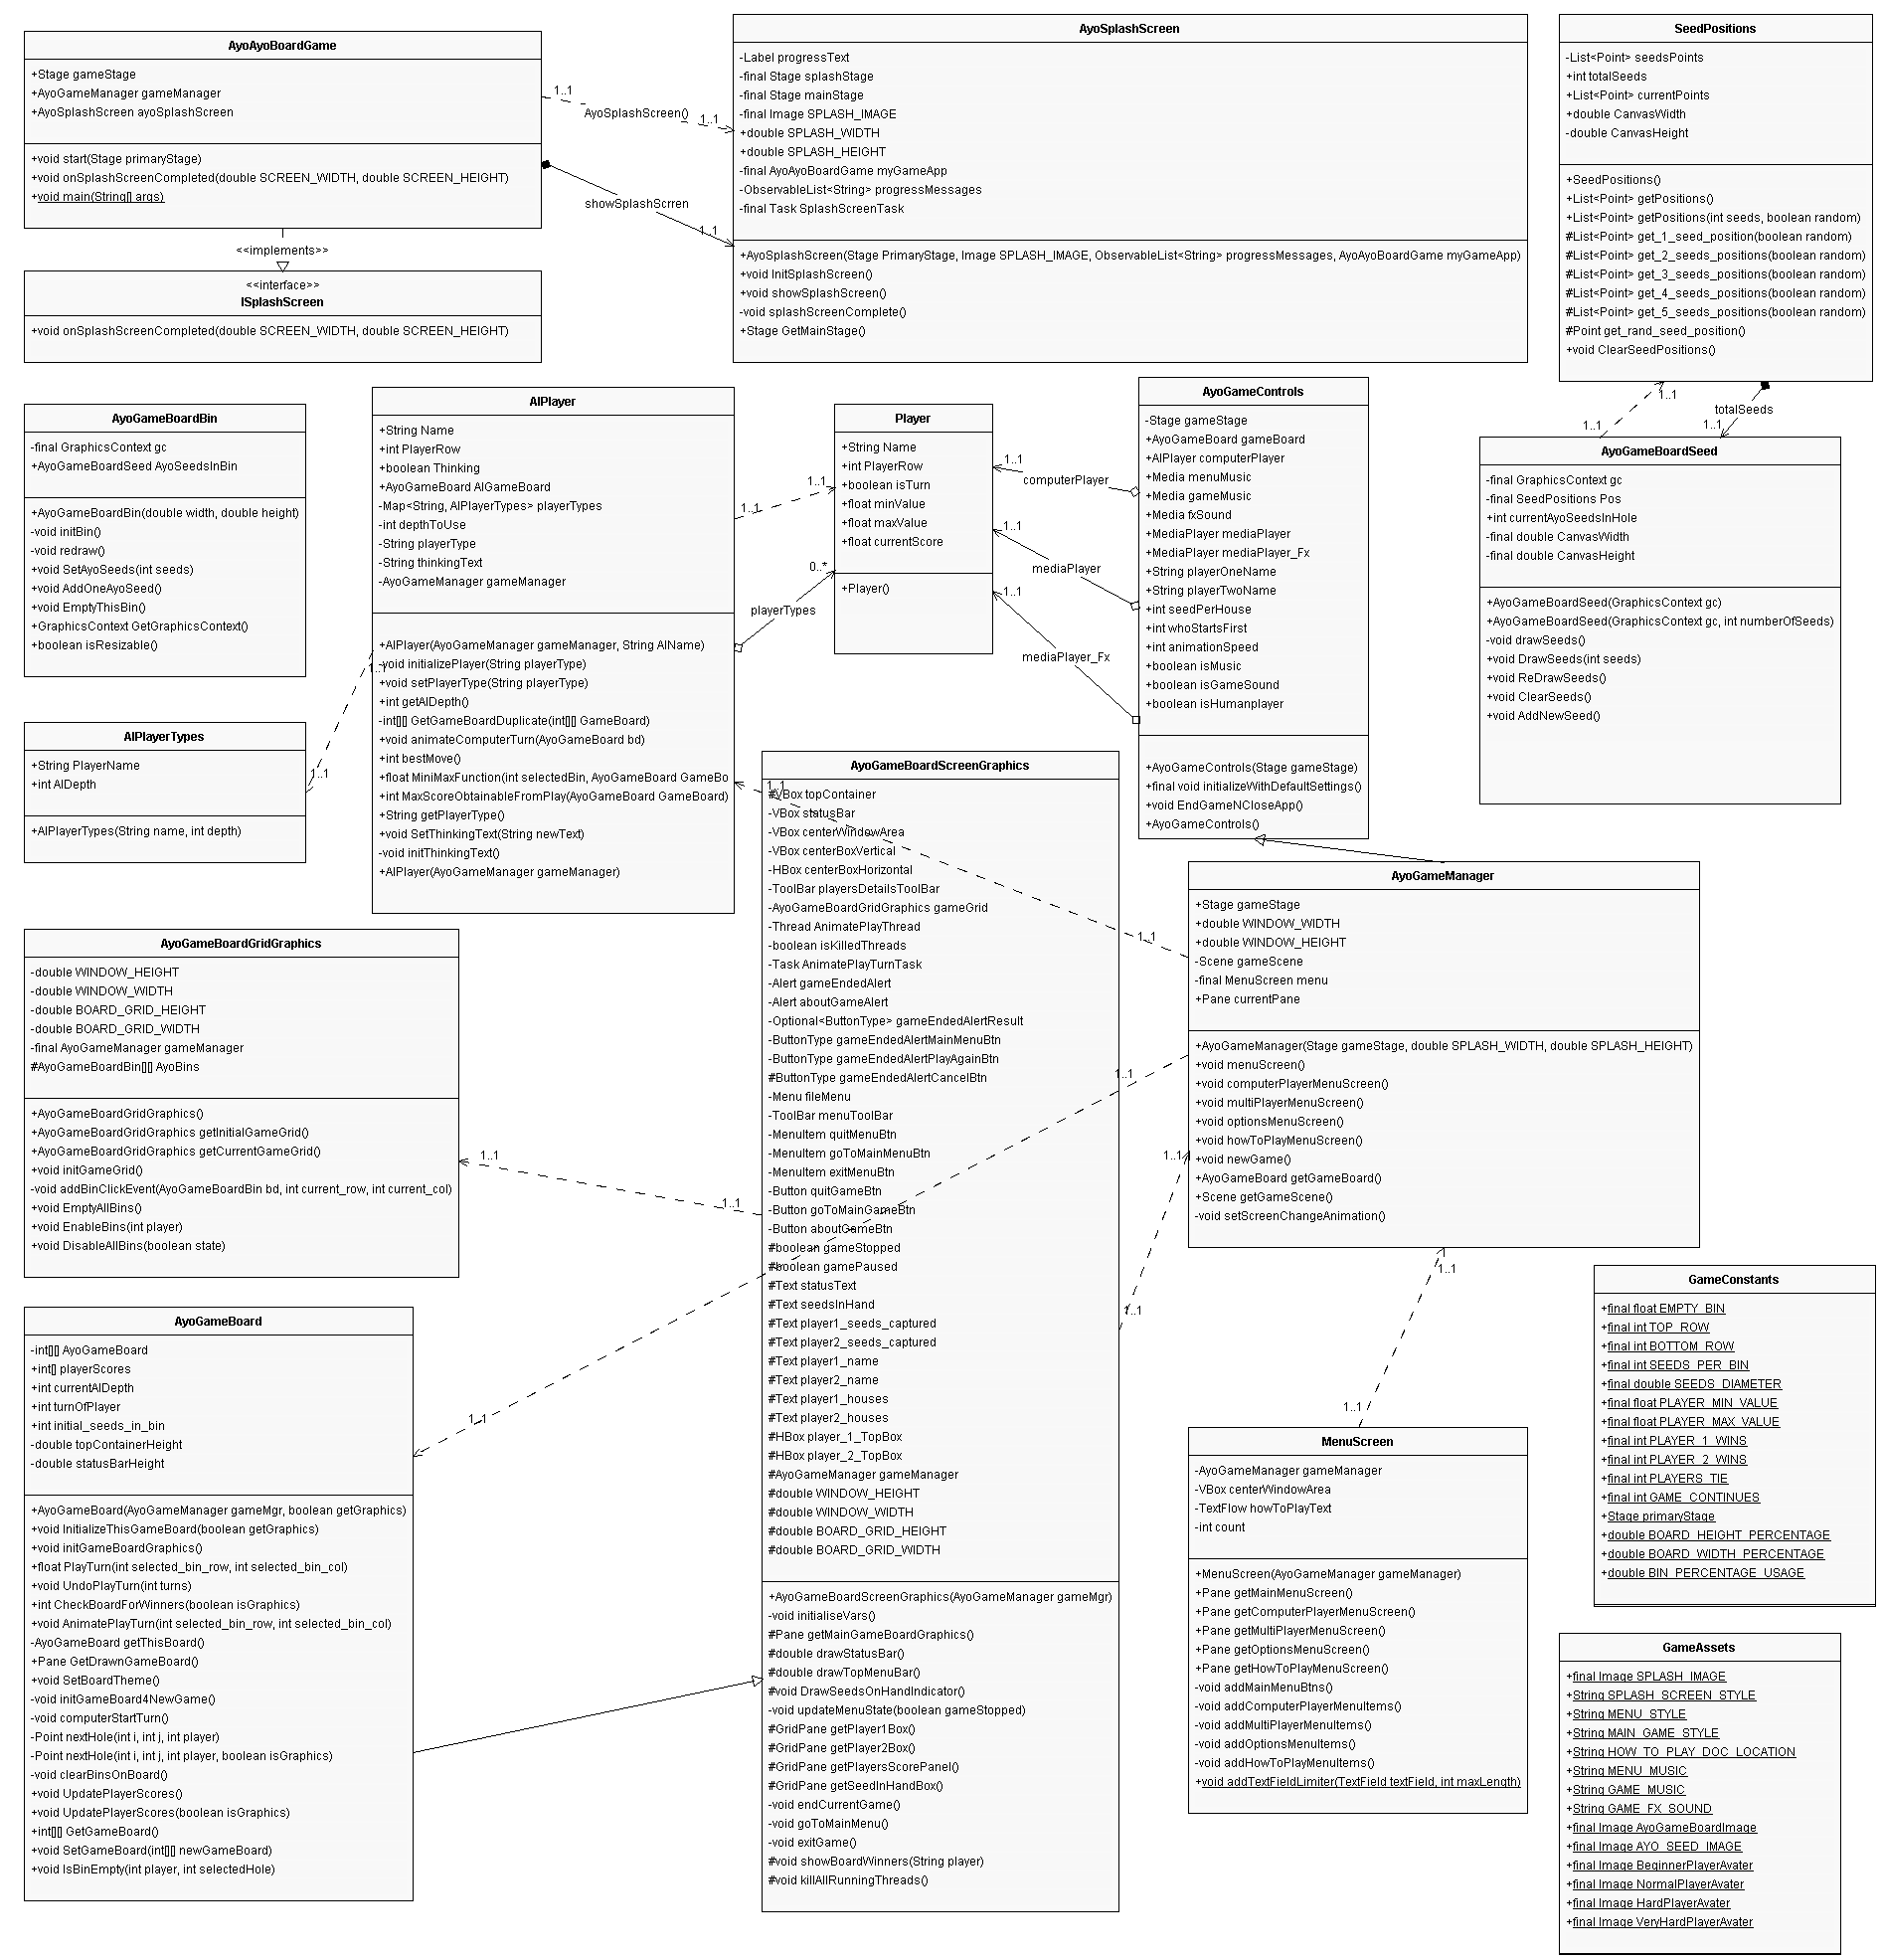 AyoAyoBoardGame
+Stage gameStage
+AyoGameManager gameManager
+AyoSplashScreen ayoSplashScreen
+void start(Stage primaryStage)
+void onSplashScreenCompleted(double SCREEN_WIDTH, double SCREEN_HEIGHT)
+void main(String[] args)
1..1
AyoSplashScreen()
1..1
showSplashScrren
1..1
<<implements>>
<<interface>>
ISplashScreen
+void onSplashScreenCompleted(double SCREEN_WIDTH, double SCREEN_HEIGHT)
AyoSplashScreen
-Label progressText
-final Stage splashStage
-final Stage mainStage
-final Image SPLASH_IMAGE
+double SPLASH_WIDTH
+double SPLASH_HEIGHT
-final AyoAyoBoardGame myGameApp
-ObservableList<String> progressMessages
-final Task SplashScreenTask
+AyoSplashScreen(Stage PrimaryStage, Image SPLASH_IMAGE, ObservableList<String> progressMessages, AyoAyoBoardGame myGameApp)
+void InitSplashScreen()
+void showSplashScreen()
-void splashScreenComplete()
+Stage GetMainStage()
SeedPositions
-List<Point> seedsPoints
+int totalSeeds
+List<Point> currentPoints
+double CanvasWidth
-double CanvasHeight
+SeedPositions()
+List<Point> getPositions()
+List<Point> getPositions(int seeds, boolean random)
#List<Point> get_1_seed_position(boolean random)
#List<Point> get_2_seeds_positions(boolean random)
#List<Point> get_3_seeds_positions(boolean random)
#List<Point> get_4_seeds_positions(boolean random)
#List<Point> get_5_seeds_positions(boolean random)
#Point get_rand_seed_position()
+void ClearSeedPositions()
1..1
totalSeeds
1..1
1..1
AyoGameBoardBin
-final GraphicsContext gc
+AyoGameBoardSeed AyoSeedsInBin
+AyoGameBoardBin(double width, double height)
-void initBin()
-void redraw()
+void SetAyoSeeds(int seeds)
+void AddOneAyoSeed()
+void EmptyThisBin()
+GraphicsContext GetGraphicsContext()
+boolean isResizable()
AIPlayer
+String Name
+int PlayerRow
+boolean Thinking
+AyoGameBoard AIGameBoard
-Map<String, AIPlayerTypes> playerTypes
-int depthToUse
-String playerType
-String thinkingText
-AyoGameManager gameManager
+AIPlayer(AyoGameManager gameManager, String AIName)
-void initializePlayer(String playerType)
+void setPlayerType(String playerType)
+int getAIDepth()
-int[][] GetGameBoardDuplicate(int[][] GameBoard)
+void animateComputerTurn(AyoGameBoard bd)
+int bestMove()
+float MiniMaxFunction(int selectedBin, AyoGameBoard GameBo
+int MaxScoreObtainableFromPlay(AyoGameBoard GameBoard)
+String getPlayerType()
+void SetThinkingText(String newText)
-void initThinkingText()
+AIPlayer(AyoGameManager gameManager)
1..1
1..1
1..1
1..1
0..*
playerTypes
Player
+String Name
+int PlayerRow
+boolean isTurn
+float minValue
+float maxValue
+float currentScore
+Player()
1..1
computerPlayer
1..1
mediaPlayer
1..1
mediaPlayer_Fx
AyoGameControls
-Stage gameStage
+AyoGameBoard gameBoard
+AIPlayer computerPlayer
+Media menuMusic
+Media gameMusic
+Media fxSound
+MediaPlayer mediaPlayer
+MediaPlayer mediaPlayer_Fx
+String playerOneName
+String playerTwoName
+int seedPerHouse
+int whoStartsFirst
+int animationSpeed
+boolean isMusic
+boolean isGameSound
+boolean isHumanplayer
+AyoGameControls(Stage gameStage)
+final void initializeWithDefaultSettings()
+void EndGameNCloseApp()
+AyoGameControls()
AyoGameBoardSeed
-final GraphicsContext gc
-final SeedPositions Pos
+int currentAyoSeedsInHole
-final double CanvasWidth
-final double CanvasHeight
+AyoGameBoardSeed(GraphicsContext gc)
+AyoGameBoardSeed(GraphicsContext gc, int numberOfSeeds)
-void drawSeeds()
+void DrawSeeds(int seeds)
+void ReDrawSeeds()
+void ClearSeeds()
+void AddNewSeed()
AIPlayerTypes
+String PlayerName
+int AIDepth
+AIPlayerTypes(String name, int depth)
AyoGameBoardScreenGraphics
1..1
#VBox topContainer
-VBox statusBar
-VBox centerWindowArea
-VBox centerBoxVertical
-HBox centerBoxHorizontal
-ToolBar playersDetailsToolBar
-AyoGameBoardGridGraphics gameGrid
-Thread AnimatePlayThread
-boolean isKilledThreads
-Task AnimatePlayTurnTask
-Alert gameEndedAlert
-Alert aboutGameAlert
-Optional<ButtonType> gameEndedAlertResult
-ButtonType gameEndedAlertMainMenuBtn
-ButtonType gameEndedAlertPlayAgainBtn
#ButtonType gameEndedAlertCancelBtn
-Menu fileMenu
-ToolBar menuToolBar
-MenuItem quitMenuBtn
-MenuItem goToMainMenuBtn
-MenuItem exitMenuBtn
-Button quitGameBtn
-Button goToMainGameBtn
-Button aboutGameBtn
#boolean gameStopped
#boolean gamePaused
#Text statusText
#Text seedsInHand
#Text player1_seeds_captured
#Text player2_seeds_captured
#Text player1_name
#Text player2_name
#Text player1_houses
#Text player2_houses
#HBox player_1_TopBox
#HBox player_2_TopBox
#AyoGameManager gameManager
#double WINDOW_HEIGHT
#double WINDOW_WIDTH
#double BOARD_GRID_HEIGHT
#double BOARD_GRID_WIDTH
+AyoGameBoardScreenGraphics(AyoGameManager gameMgr)
-void initialiseVars()
#Pane getMainGameBoardGraphics()
#double drawStatusBar()
#double drawTopMenuBar()
#void DrawSeedsOnHandIndicator()
-void updateMenuState(boolean gameStopped)
#GridPane getPlayer1Box()
#GridPane getPlayer2Box()
#GridPane getPlayersScorePanel()
#GridPane getSeedInHandBox()
-void endCurrentGame()
-void goToMainMenu()
-void exitGame()
#void showBoardWinners(String player)
#void killAllRunningThreads()
1..1
1..1
1..1
1..1
AyoGameManager
+Stage gameStage
+double WINDOW_WIDTH
+double WINDOW_HEIGHT
-Scene gameScene
-final MenuScreen menu
+Pane currentPane
+AyoGameManager(Stage gameStage, double SPLASH_WIDTH, double SPLASH_HEIGHT)
+void menuScreen()
+void computerPlayerMenuScreen()
+void multiPlayerMenuScreen()
+void optionsMenuScreen()
+void howToPlayMenuScreen()
+void newGame()
+AyoGameBoard getGameBoard()
+Scene getGameScene()
-void setScreenChangeAnimation()
1..1
1..1
AyoGameBoardGridGraphics
-double WINDOW_HEIGHT
-double WINDOW_WIDTH
-double BOARD_GRID_HEIGHT
-double BOARD_GRID_WIDTH
-final AyoGameManager gameManager
#AyoGameBoardBin[][] AyoBins
+AyoGameBoardGridGraphics()
+AyoGameBoardGridGraphics getInitialGameGrid()
+AyoGameBoardGridGraphics getCurrentGameGrid()
+void initGameGrid()
-void addBinClickEvent(AyoGameBoardBin bd, int current_row, int current_col)
+void EmptyAllBins()
+void EnableBins(int player)
+void DisableAllBins(boolean state)
1..1
1..1
AyoGameBoard
-int[][] AyoGameBoard
+int[] playerScores
+int currentAIDepth
+int turnOfPlayer
+int initial_seeds_in_bin
-double topContainerHeight
-double statusBarHeight
+AyoGameBoard(AyoGameManager gameMgr, boolean getGraphics)
+void InitializeThisGameBoard(boolean getGraphics)
+void initGameBoardGraphics()
+float PlayTurn(int selected_bin_row, int selected_bin_col)
+void UndoPlayTurn(int turns)
+int CheckBoardForWinners(boolean isGraphics)
+void AnimatePlayTurn(int selected_bin_row, int selected_bin_col)
-AyoGameBoard getThisBoard()
+Pane GetDrawnGameBoard()
+void SetBoardTheme()
-void initGameBoard4NewGame()
-void computerStartTurn()
-Point nextHole(int i, int j, int player)
-Point nextHole(int i, int j, int player, boolean isGraphics)
-void clearBinsOnBoard()
+void UpdatePlayerScores()
+void UpdatePlayerScores(boolean isGraphics)
+int[][] GetGameBoard()
+void SetGameBoard(int[][] newGameBoard)
+void IsBinEmpty(int player, int selectedHole)
1..1
MenuScreen
-AyoGameManager gameManager
-VBox centerWindowArea
-TextFlow howToPlayText
-int count
+MenuScreen(AyoGameManager gameManager)
+Pane getMainMenuScreen()
+Pane getComputerPlayerMenuScreen()
+Pane getMultiPlayerMenuScreen()
+Pane getOptionsMenuScreen()
+Pane getHowToPlayMenuScreen()
-void addMainMenuBtns()
-void addComputerPlayerMenuItems()
-void addMultiPlayerMenuItems()
-void addOptionsMenuItems()
-void addHowToPlayMenuItems()
+void addTextFieldLimiter(TextField textField, int maxLength)
GameConstants
+final float EMPTY_BIN
+final int TOP_ROW
+final int BOTTOM_ROW
+final int SEEDS_PER_BIN
+final double SEEDS_DIAMETER
+final float PLAYER_MIN_VALUE
+final float PLAYER_MAX_VALUE
+final int PLAYER_1_WINS
+final int PLAYER_2_WINS
+final int PLAYERS_TIE
+final int GAME_CONTINUES
+Stage primaryStage
+double BOARD_HEIGHT_PERCENTAGE
+double BOARD_WIDTH_PERCENTAGE
+double BIN_PERCENTAGE_USAGE
GameAssets
+final Image SPLASH_IMAGE
+String SPLASH_SCREEN_STYLE
+String MENU_STYLE
+String MAIN_GAME_STYLE
+String HOW_TO_PLAY_DOC_LOCATION
+String MENU_MUSIC
+String GAME_MUSIC
+String GAME_FX_SOUND
+final Image AyoGameBoardImage
+final Image AYO_SEED_IMAGE
+final Image BeginnerPlayerAvater
+final Image NormalPlayerAvater
+final Image HardPlayerAvater
+final Image VeryHardPlayerAvater